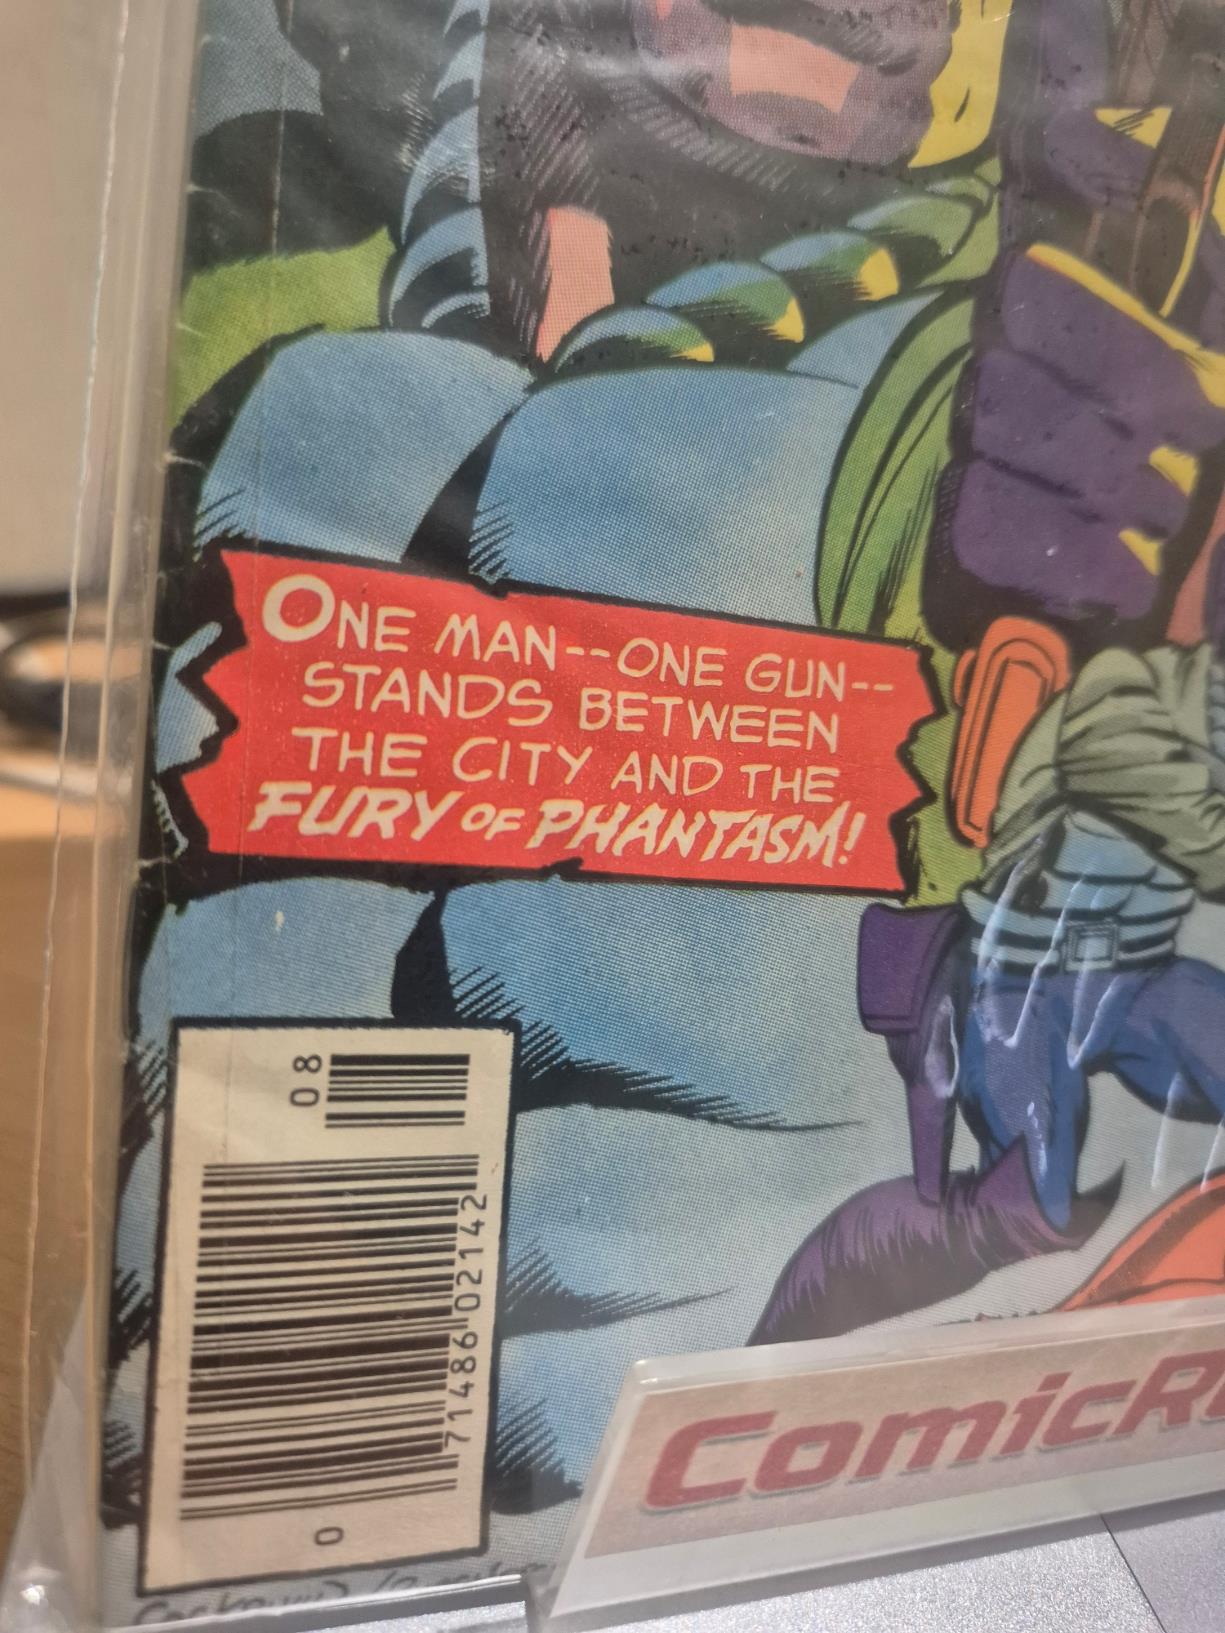 ONE MAN--ONE GUN--
STANDS BETWEEN
THE CITY AND THE
FURY OF PHANTASM!
08
0 71486 02142
ComicR